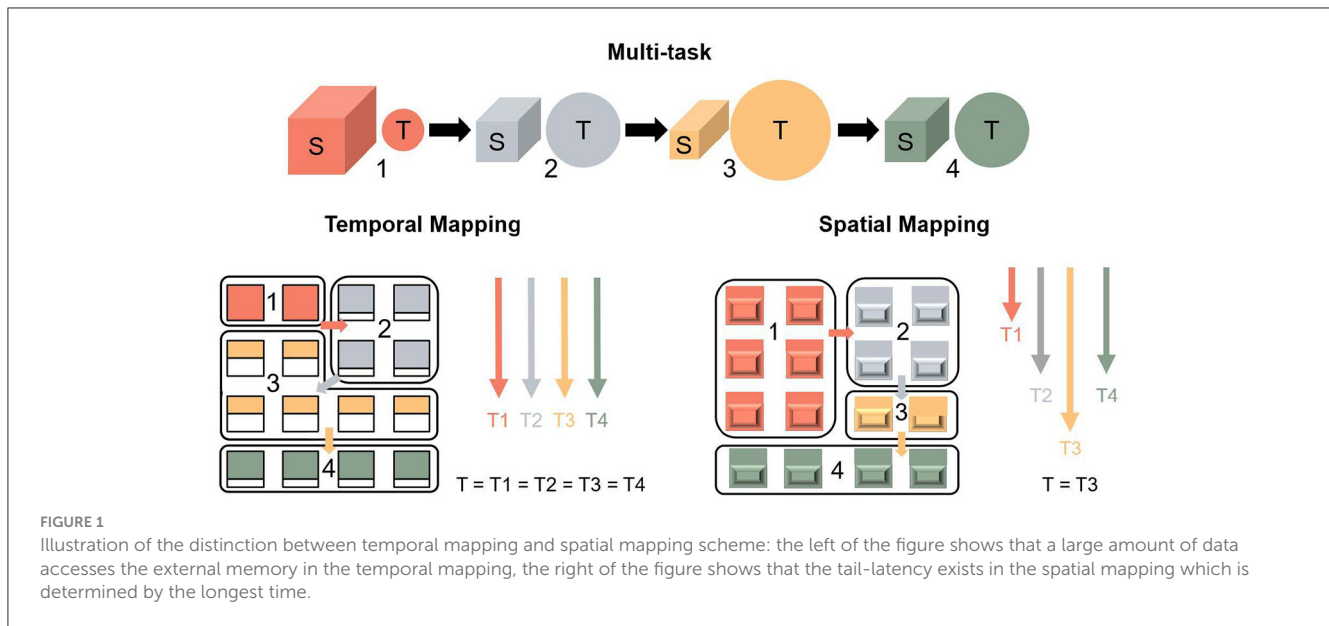 Multi-task
S T S T S T S T
1 2 3 4
Temporal Mapping
Spatial Mapping
1
2
3
4
T1 T2 T3 T4
T = T1 = T2 = T3 = T4
1
2
3
4
T1
T2
T3
T4
T = T3
FIGURE 1
Illustration of the distinction between temporal mapping and spatial mapping scheme: the left of the figure shows that a large amount of data
accesses the external memory in the temporal mapping, the right of the figure shows that the tail-latency exists in the spatial mapping which is
determined by the longest time.